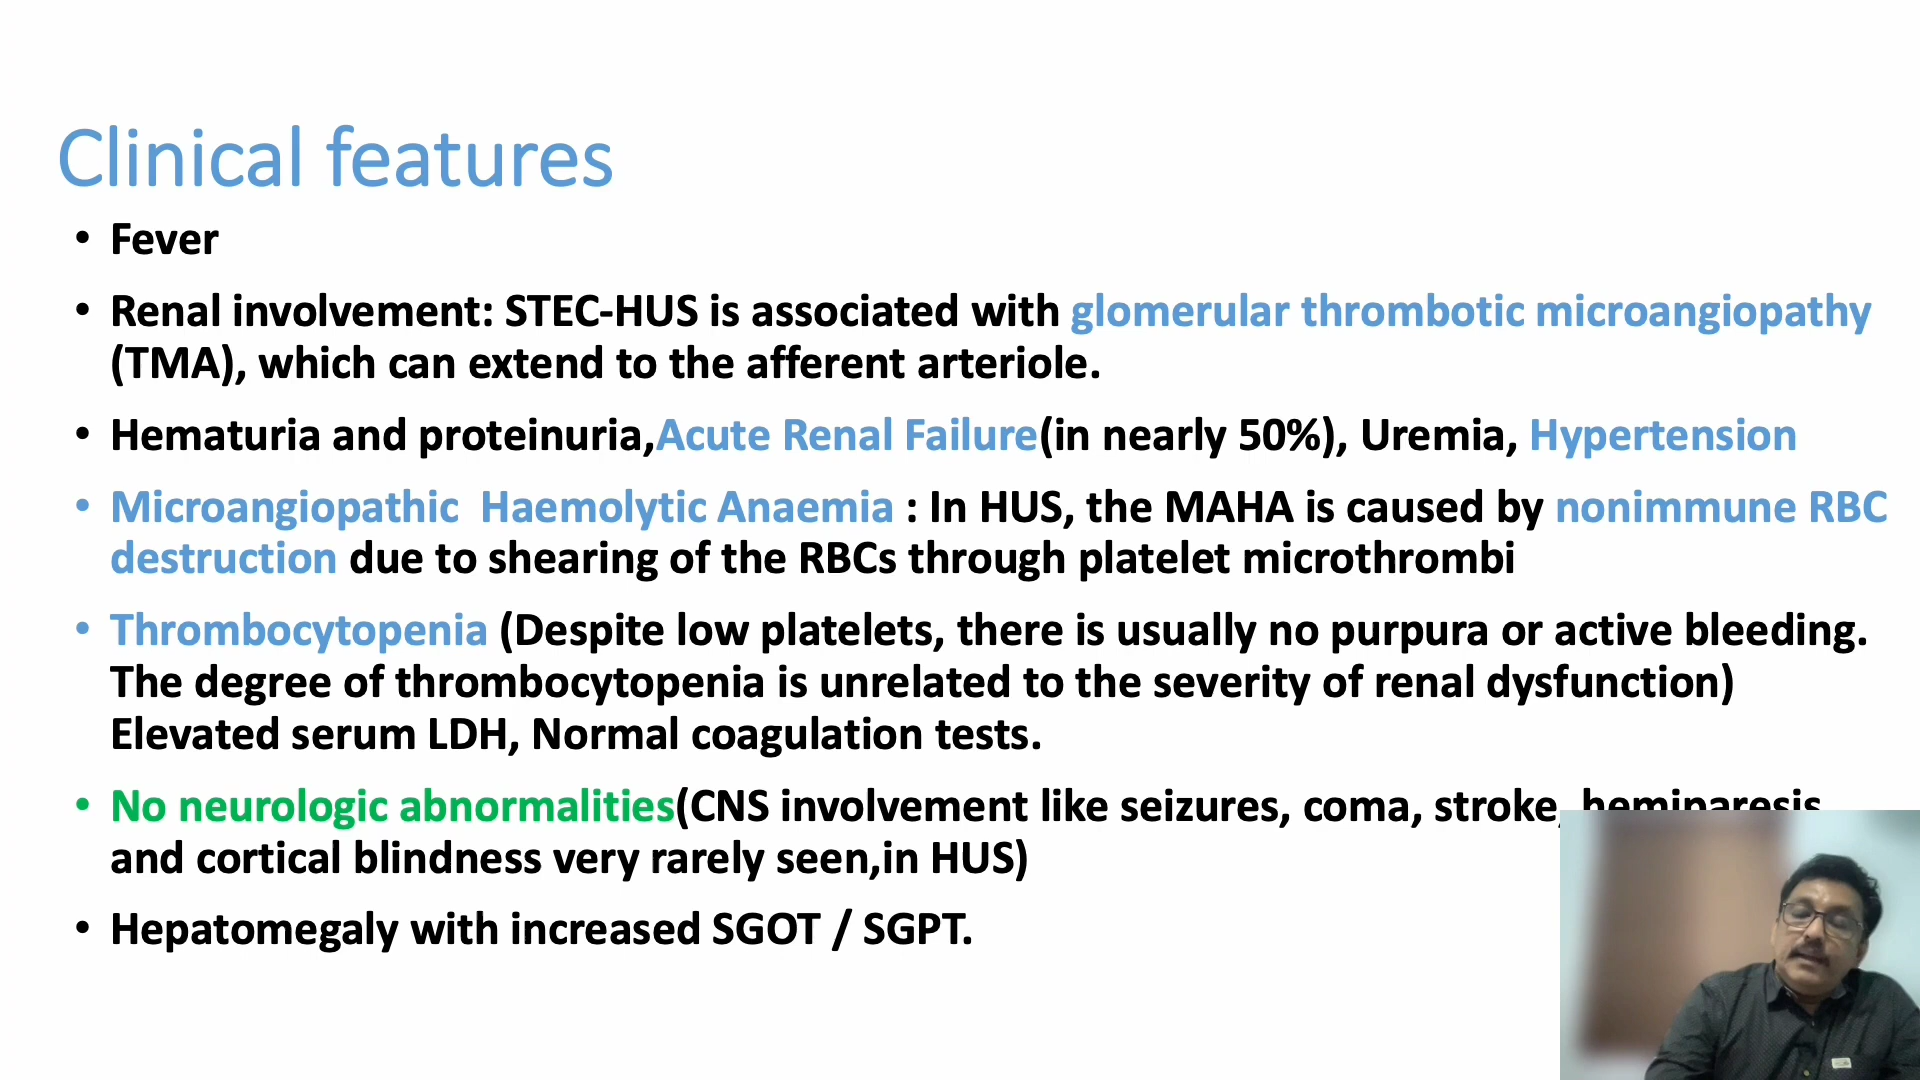 Clinical features
• Fever
• Renal involvement: STEC-HUS is associated with glomerular thrombotic microangiopathy
(TMA), which can extend to the afferent arteriole.
• Hematuria and proteinuria,Acute Renal Failure(in nearly 50%), Uremia, Hypertension
• Microangiopathic Haemolytic Anaemia : In HUS, the MAHA is caused by nonimmune RBC
destruction due to shearing of the RBCs through platelet microthrombi
• Thrombocytopenia (Despite low platelets, there is usually no purpura or active bleeding.
The degree of thrombocytopenia is unrelated to the severity of renal dysfunction)
Elevated serum LDH, Normal coagulation tests.
• No neurologic abnormalities(CNS involvement like seizures, coma, stroke, hemiparesis
and cortical blindness very rarely seen,in HUS)
• Hepatomegaly with increased SGOT / SGPT.